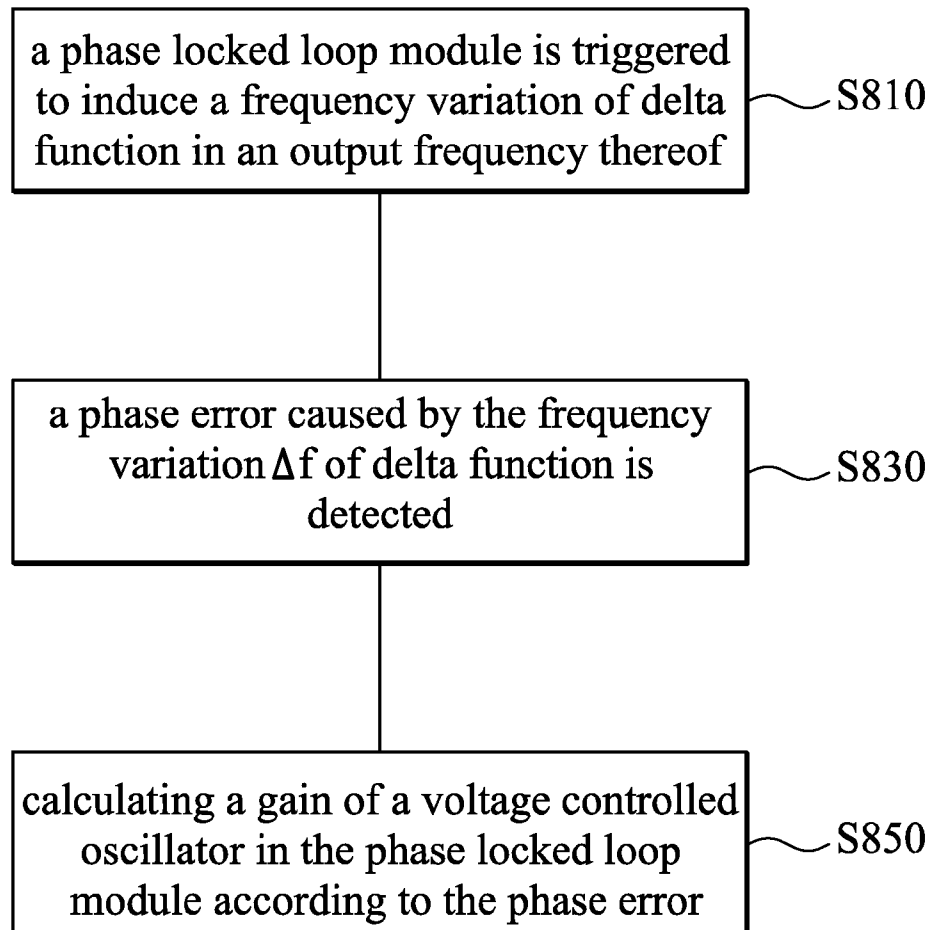 a phase locked loop module is triggered
to induce a frequency variation of delta
function in an output frequency thereof
S810
a phase error caused by the frequency
variation Δf of delta function is
detected
S830
calculating a gain of a voltage controlled
oscillator in the phase locked loop
module according to the phase error
S850